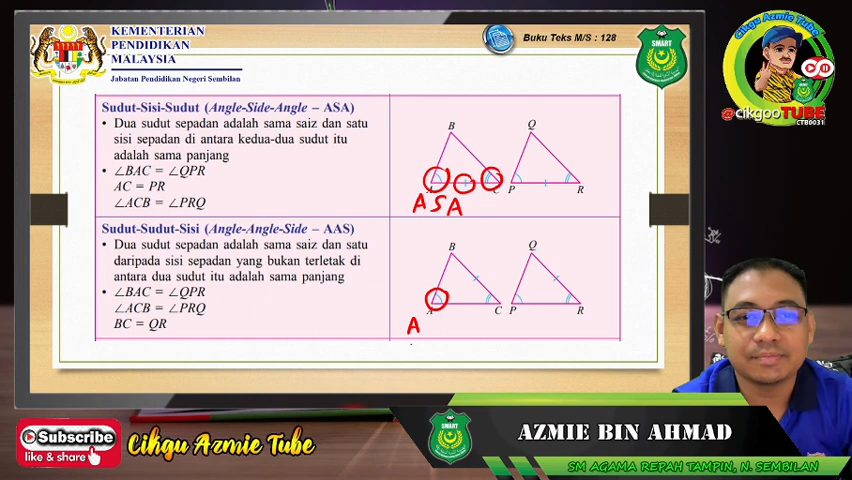 KEMENTERIAN
PENDIDIKAN
MALAYSIA
Jabatan Pendidikan Negeri Sembilan
Buku Teks M/S : 128
SMART
Cikgu Azmie Tube
@cikgooTUBE
CTB0031
Sudut-Sisi-Sudut (Angle-Side-Angle – ASA)
• Dua sudut sepadan adalah sama saiz dan satu
sisi sepadan di antara kedua-dua sudut itu
adalah sama panjang
• ∠BAC = ∠QPR
AC = PR
∠ACB = ∠PRQ
B Q
A C P R
A S A
Sudut-Sudut-Sisi (Angle-Angle-Side – AAS)
• Dua sudut sepadan adalah sama saiz dan satu
daripada sisi sepadan yang bukan terletak di
antara dua sudut itu adalah sama panjang
• ∠BAC = ∠QPR
∠ACB = ∠PRQ
BC = QR
B Q
A C P R
A
Subscribe
like & share
Cikgu Azmie Tube
SMART
AZMIE BIN AHMAD
SM AGAMA REPAH TAMPIN, N. SEMBILAN